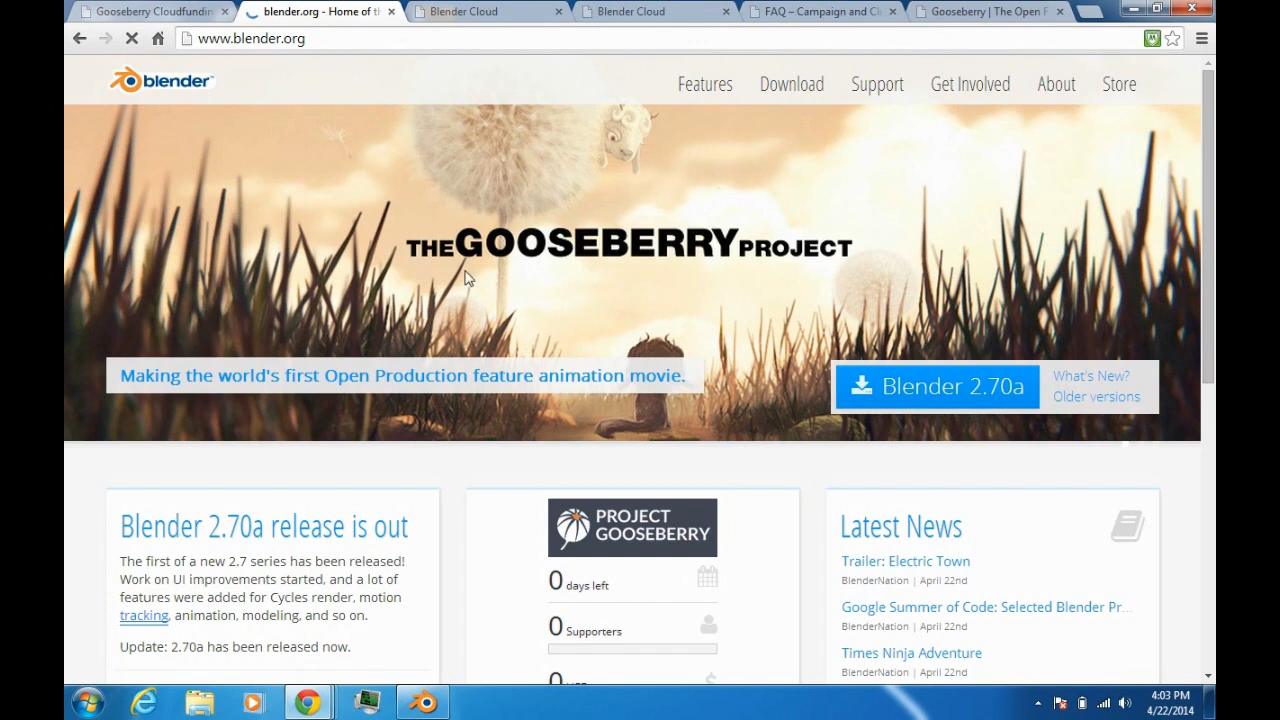 Gooseberry Cloudfundin
blender.org - Home of t
Blender Cloud
Blender Cloud
FAQ – Campaign and Cl
Gooseberry | The Open P
www.blender.org
blender
Features
Download
Support
Get Involved
About
Store
THEGOOSEBERRYPROJECT
Making the world's first Open Production feature animation movie.
Blender 2.70a
What's New?
Older versions
Blender 2.70a release is out
The first of a new 2.7 series has been released!
Work on UI improvements started, and a lot of
features were added for Cycles render, motion
tracking, animation, modeling, and so on.
Update: 2.70a has been released now.
PROJECT
GOOSEBERRY
0 days left
0 Supporters
Latest News
Trailer: Electric Town
BlenderNation | April 22nd
Google Summer of Code: Selected Blender Pr...
BlenderNation | April 22nd
Times Ninja Adventure
BlenderNation | April 22nd
4:03 PM
4/22/2014